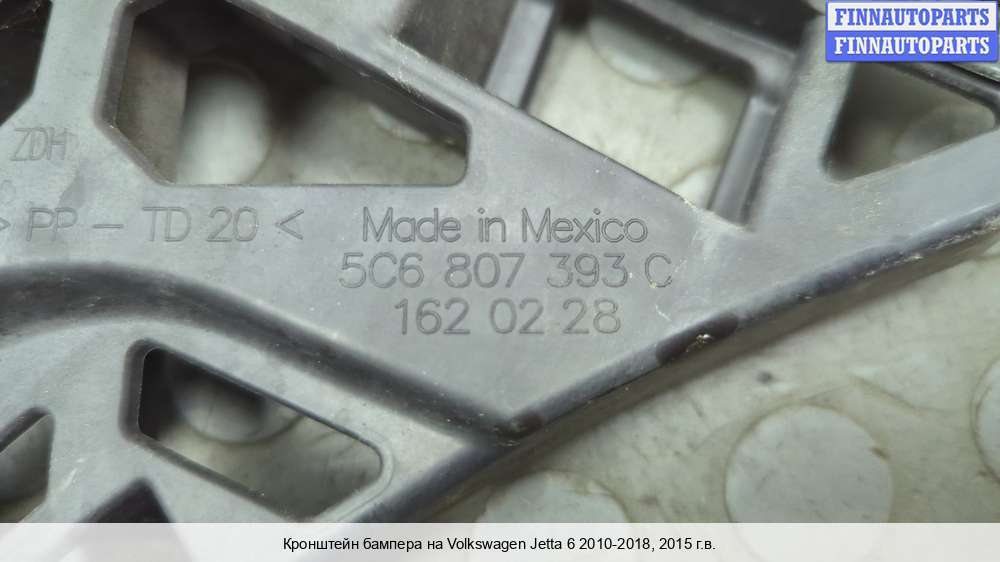 FINNAUTOPARTS
FINNAUTOPARTS
ZDH
> PP - TD 20 <
Made in Mexico
5C6 807 393 C
162 02 28
Кронштейн бампера на Volkswagen Jetta 6 2010-2018, 2015 г.в.